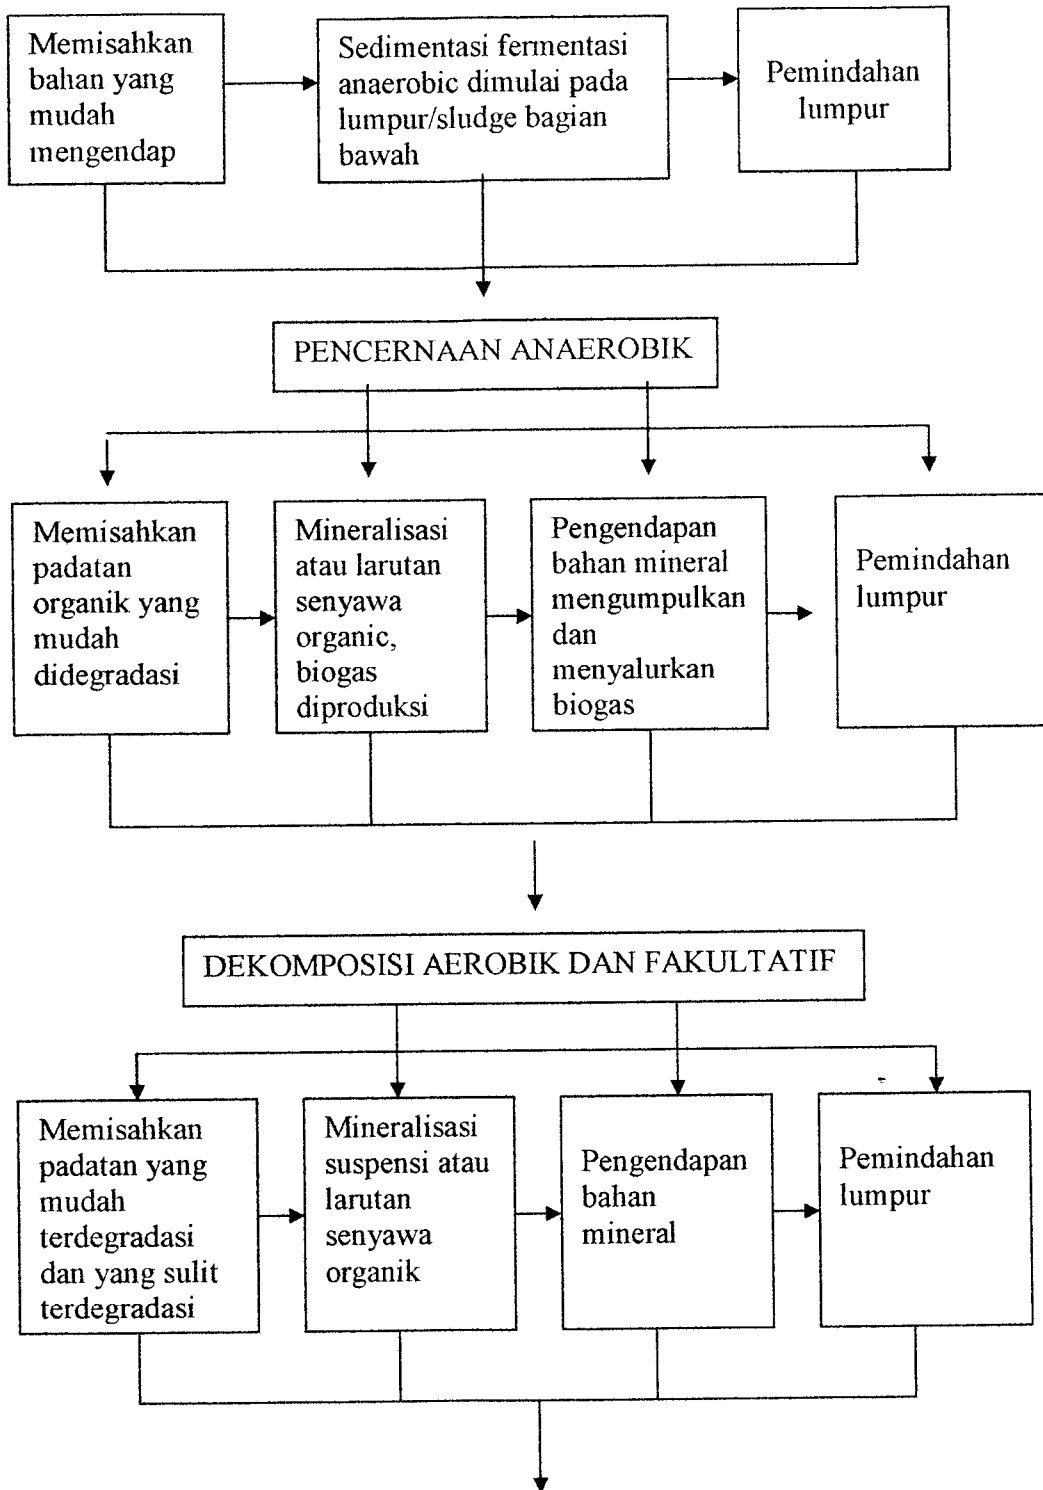 Memisahkan
bahan yang
mudah
mengendap
Sedimentasi fermentasi
anaerobic dimulai pada
lumpur/sludge bagian
bawah
Pemindahan
lumpur
PENCERNAAN ANAEROBIK
Memisahkan
padatan
organik yang
mudah
didegradasi
Mineralisasi
atau larutan
senyawa
organic,
biogas
diproduksi
Pengendapan
bahan mineral
mengumpulkan
dan
menyalurkan
biogas
Pemindahan
lumpur
DEKOMPOSISI AEROBIK DAN FAKULTATIF
Memisahkan
padatan yang
mudah
terdegradasi
dan yang sulit
terdegradasi
Mineralisasi
suspensi atau
larutan
senyawa
organik
Pengendapan
bahan
mineral
Pemindahan
lumpur